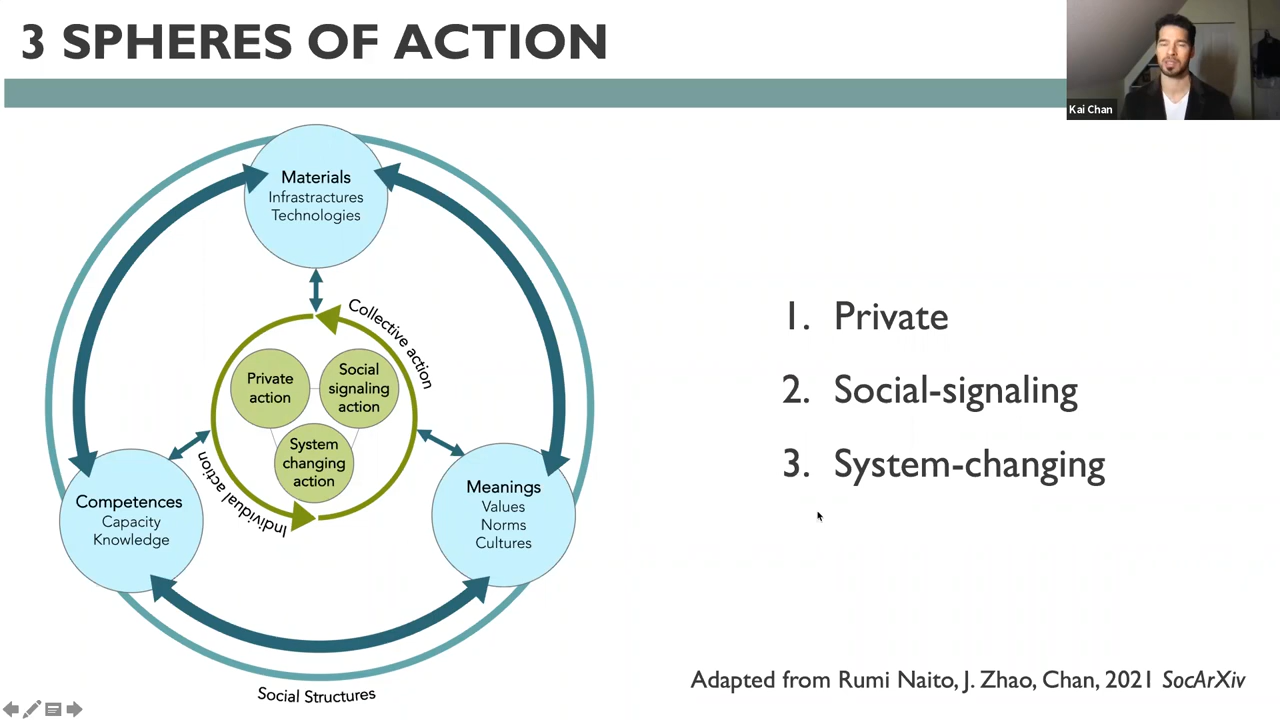 3 SPHERES OF ACTION
Kai Chan
Materials
Infrastractures
Technologies
Collective action
Private
action
Social
signaling
action
System
changing
action
Individual action
Competences
Capacity
Knowledge
Meanings
Values
Norms
Cultures
Social Structures
1. Private
2. Social-signaling
3. System-changing
Adapted from Rumi Naito, J. Zhao, Chan, 2021 SocArXiv